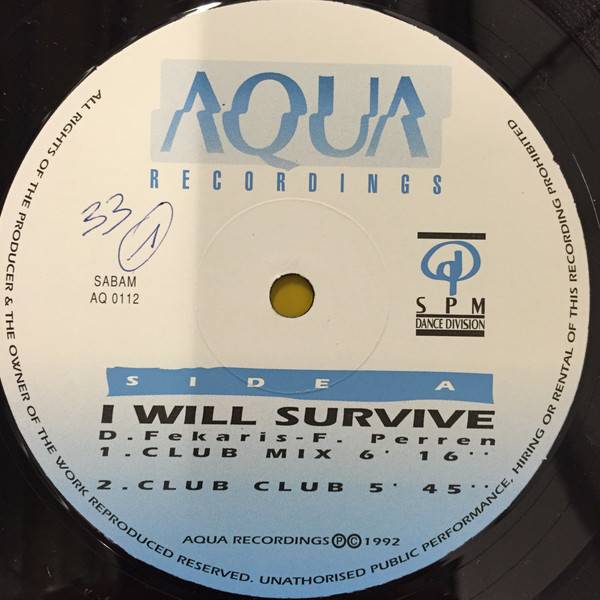 AQUA
RECORDINGS
33
1
SABAM
AQ 0112
SPM
DANCE DIVISION
SIDE A
I WILL SURVIVE
D.Fekaris-F. Perren
1.CLUB MIX 6' 16''
2.CLUB CLUB 5' 45''
AQUA RECORDINGS ℗© 1992
ALL RIGHTS OF THE PRODUCER & THE OWNER OF THE WORK REPRODUCED RESERVED. UNATHORISED PUBLIC PERFORMANCE, HIRING OR RENTAL OF THIS RECORDING PROHIBITED